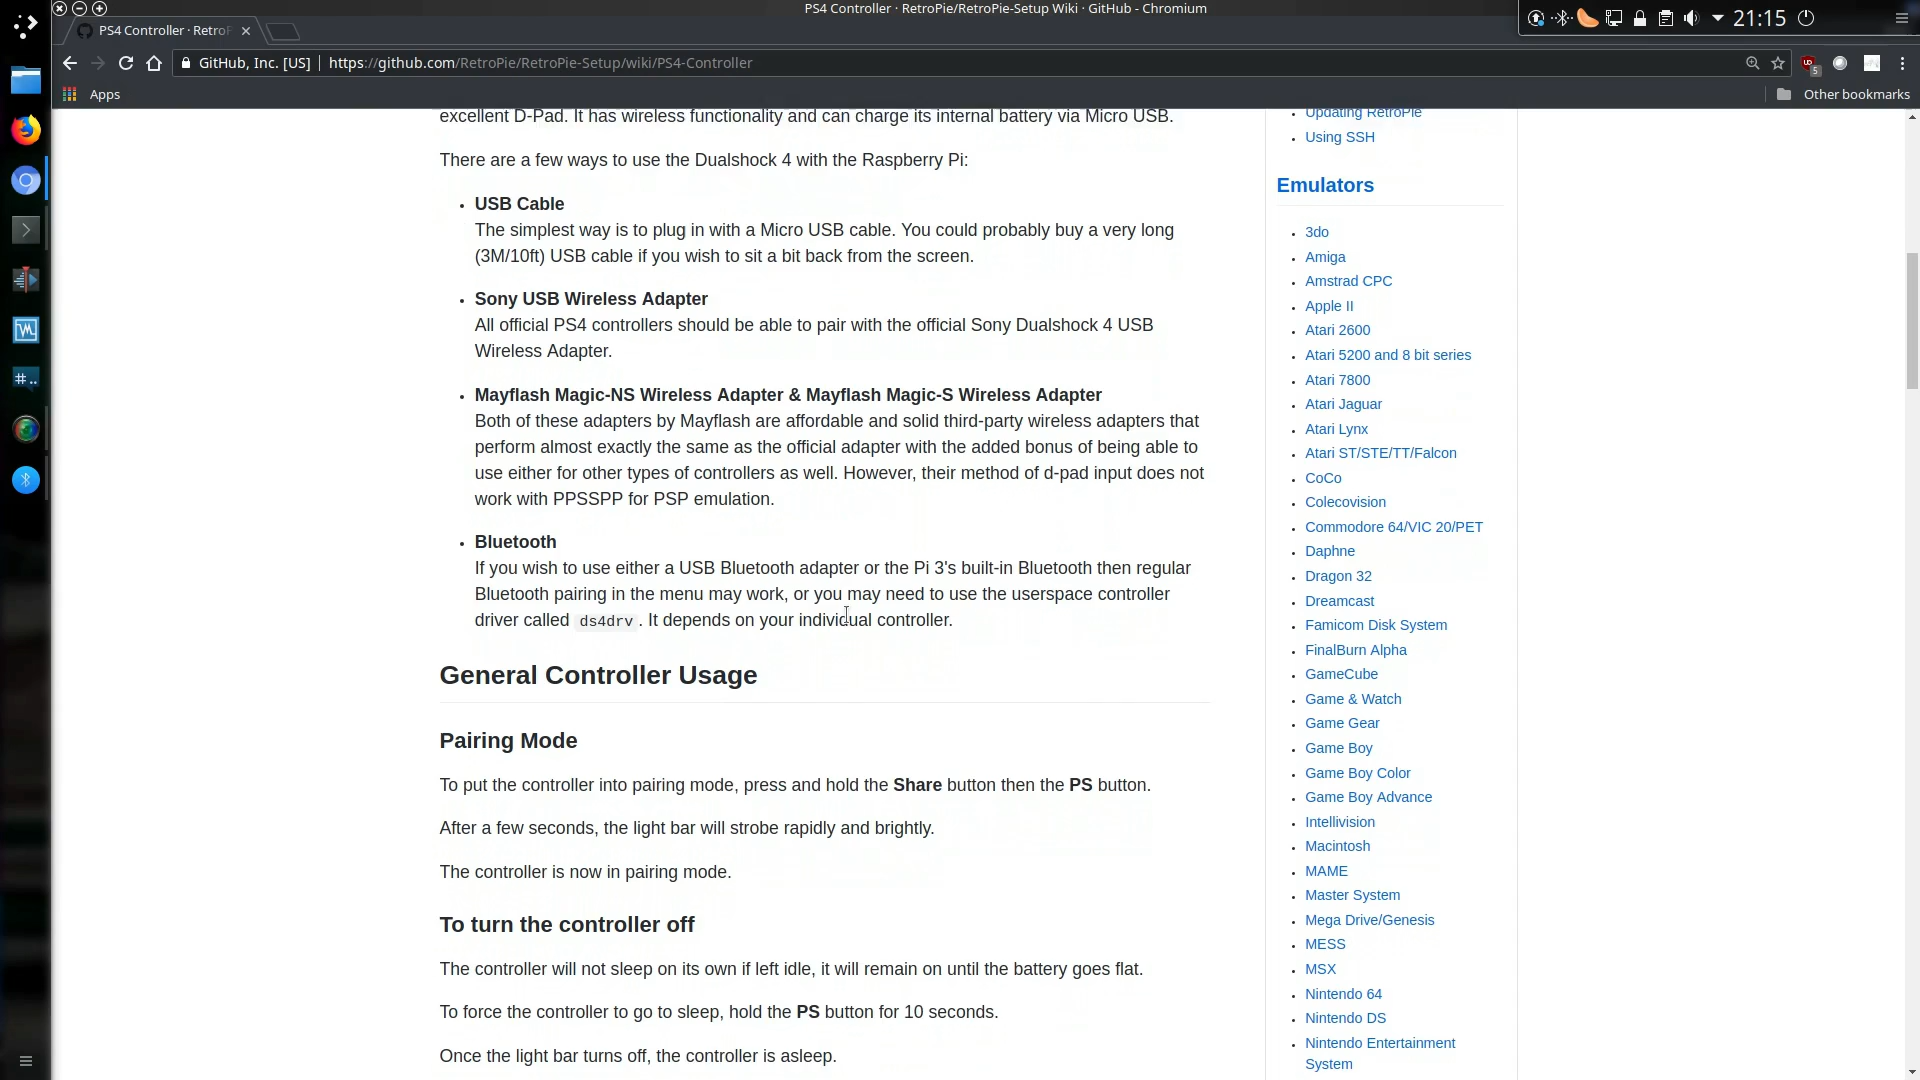 PS4 Controller · RetroPie/RetroPie-Setup Wiki · GitHub - Chromium
21:15
PS4 Controller · RetroP
GitHub, Inc. [US] | https://github.com/RetroPie/RetroPie-Setup/wiki/PS4-Controller
5
Apps
Other bookmarks
excellent D-Pad. It has wireless functionality and can charge its internal battery via Micro USB.
There are a few ways to use the Dualshock 4 with the Raspberry Pi:
USB Cable
The simplest way is to plug in with a Micro USB cable. You could probably buy a very long
(3M/10ft) USB cable if you wish to sit a bit back from the screen.
Sony USB Wireless Adapter
All official PS4 controllers should be able to pair with the official Sony Dualshock 4 USB
Wireless Adapter.
Mayflash Magic-NS Wireless Adapter & Mayflash Magic-S Wireless Adapter
Both of these adapters by Mayflash are affordable and solid third-party wireless adapters that
perform almost exactly the same as the official adapter with the added bonus of being able to
use either for other types of controllers as well. However, their method of d-pad input does not
work with PPSSPP for PSP emulation.
Bluetooth
If you wish to use either a USB Bluetooth adapter or the Pi 3's built-in Bluetooth then regular
Bluetooth pairing in the menu may work, or you may need to use the userspace controller
driver called ds4drv . It depends on your individual controller.
General Controller Usage
Pairing Mode
To put the controller into pairing mode, press and hold the Share button then the PS button.
After a few seconds, the light bar will strobe rapidly and brightly.
The controller is now in pairing mode.
To turn the controller off
The controller will not sleep on its own if left idle, it will remain on until the battery goes flat.
To force the controller to go to sleep, hold the PS button for 10 seconds.
Once the light bar turns off, the controller is asleep.
Updating RetroPie
Using SSH
Emulators
3do
Amiga
Amstrad CPC
Apple II
Atari 2600
Atari 5200 and 8 bit series
Atari 7800
Atari Jaguar
Atari Lynx
Atari ST/STE/TT/Falcon
CoCo
Colecovision
Commodore 64/VIC 20/PET
Daphne
Dragon 32
Dreamcast
Famicom Disk System
FinalBurn Alpha
GameCube
Game & Watch
Game Gear
Game Boy
Game Boy Color
Game Boy Advance
Intellivision
Macintosh
MAME
Master System
Mega Drive/Genesis
MESS
MSX
Nintendo 64
Nintendo DS
Nintendo Entertainment
System